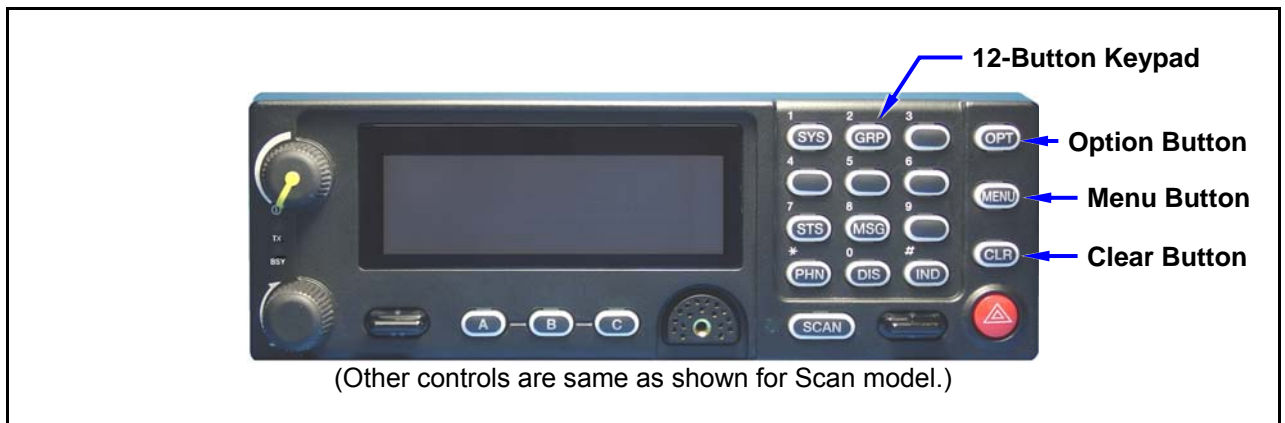 12-Button Keypad
1 2 3
SYS GRP OPT
Option Button
4 5 6
MENU
Menu Button
7 8 9
STS MSG
CLR
Clear Button
* 0 #
PHN DIS IND
TX
BSY
A B C SCAN
(Other controls are same as shown for Scan model.)